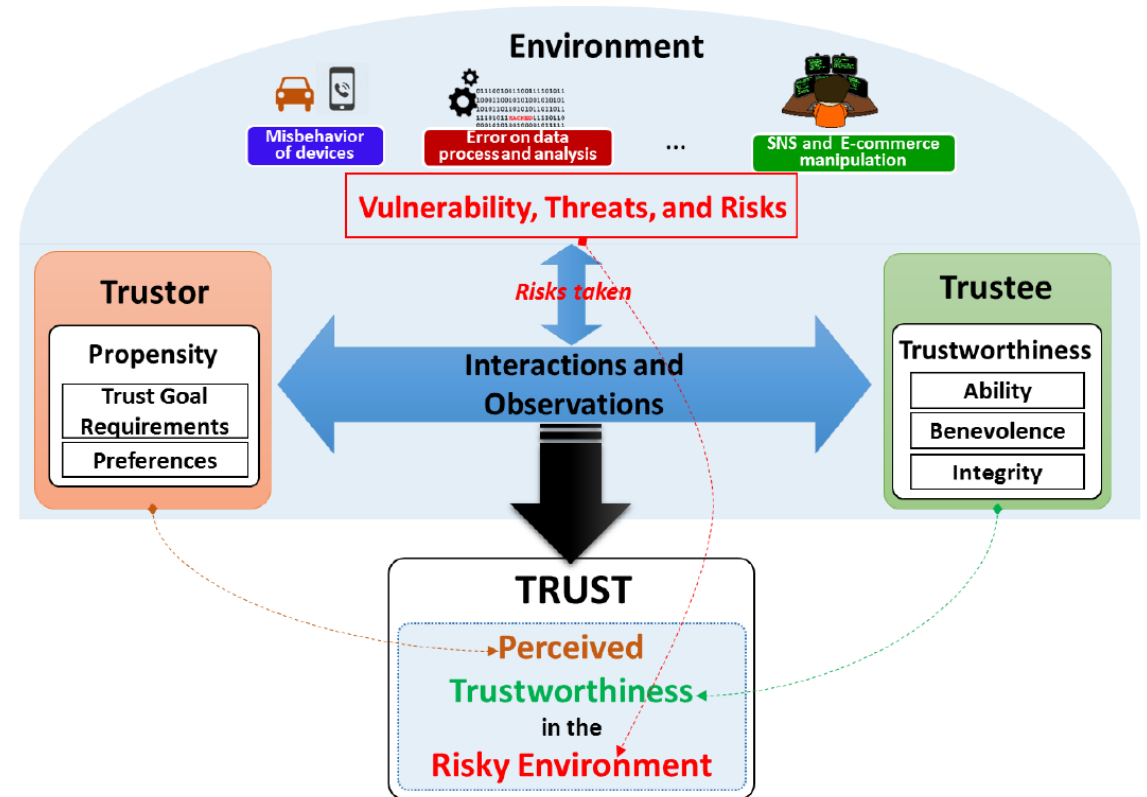 Environment
Misbehavior
of devices
Error on data
process and analysis
...
SNS and E-commerce
manipulation
Vulnerability, Threats, and Risks
Trustor
Propensity
Trust Goal
Requirements
Preferences
Risks taken
Interactions and
Observations
Trustee
Trustworthiness
Ability
Benevolence
Integrity
TRUST
Perceived
Trustworthiness
in the
Risky Environment